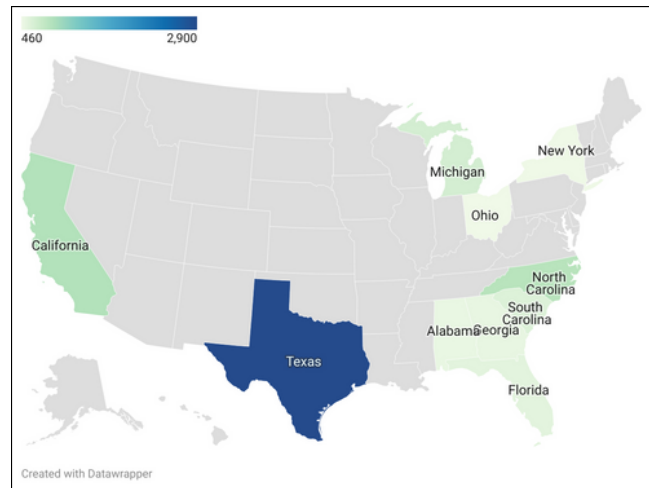 460 2,900
New York
Michigan
Ohio
California
North
Carolina
South
Carolina
Alabama Georgia
Texas
Florida
Created with Datawrapper